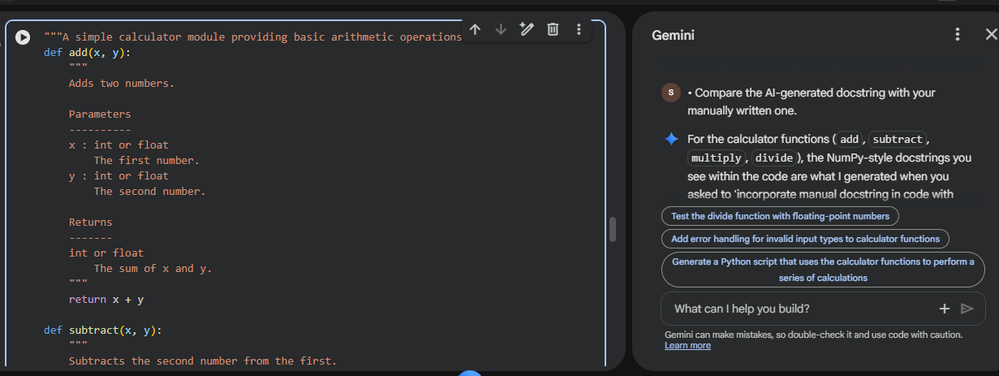 """A simple calculator module providing basic arithmetic operations
def add(x, y):
"""
Adds two numbers.
Parameters
----------
x : int or float
The first number.
y : int or float
The second number.
Returns
-------
int or float
The sum of x and y.
"""
return x + y
def subtract(x, y):
"""
Subtracts the second number from the first.
Gemini
S
• Compare the AI-generated docstring with your
manually written one.
For the calculator functions ( add , subtract ,
multiply , divide ), the NumPy-style docstrings you
see within the code are what I generated when you
asked to 'incorporate manual docstring in code with
Test the divide function with floating-point numbers
Add error handling for invalid input types to calculator functions
Generate a Python script that uses the calculator functions to perform a
series of calculations
What can I help you build?
Gemini can make mistakes, so double-check it and use code with caution.
Learn more